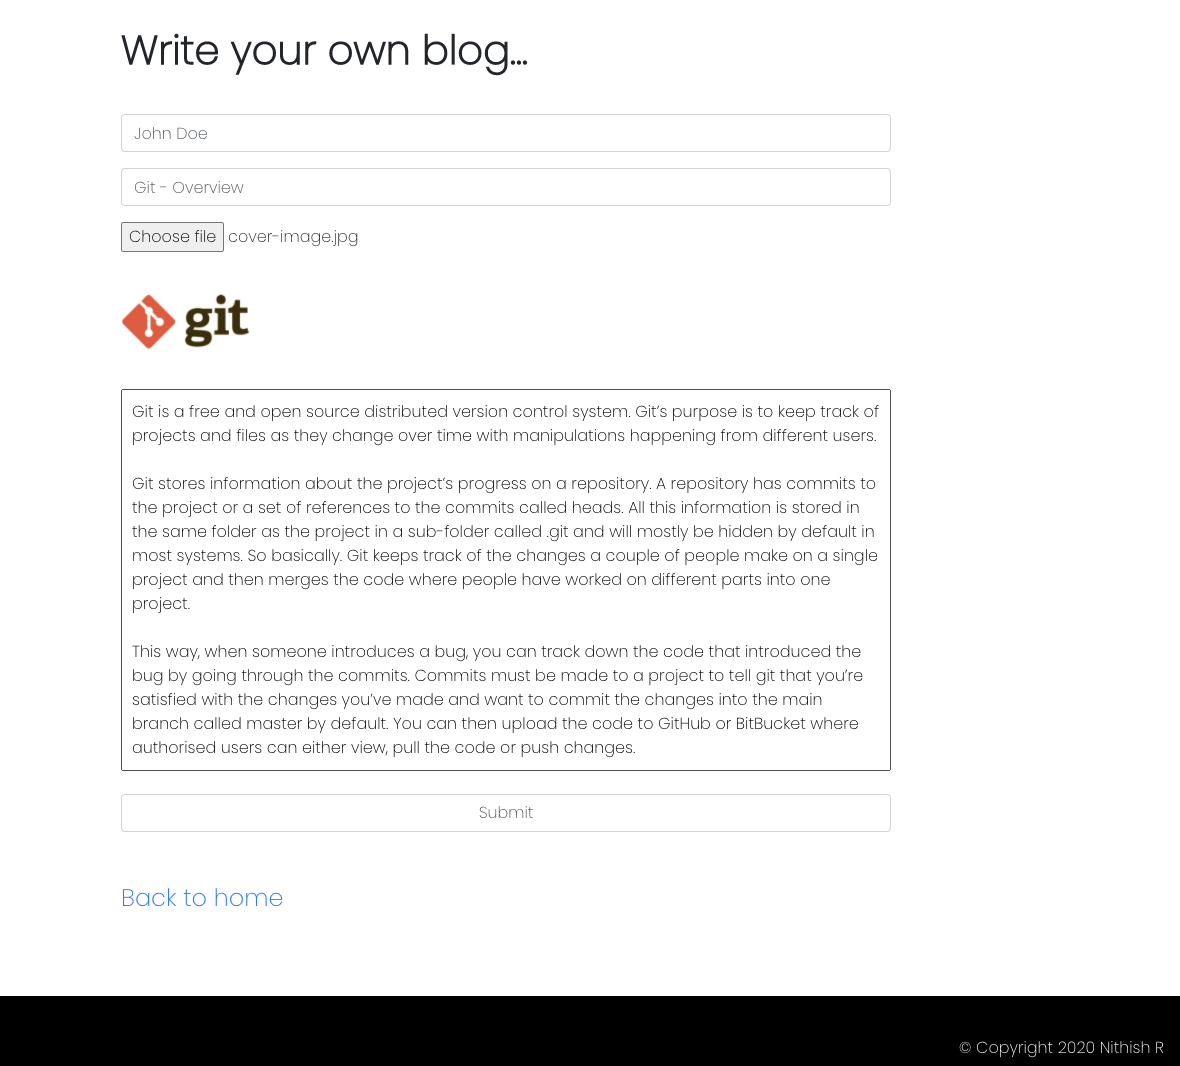 Write your own blog...
John Doe
Git - Overview
Choose file cover-image.jpg
git
Git is a free and open source distributed version control system. Git’s purpose is to keep track of
projects and files as they change over time with manipulations happening from different users.
Git stores information about the project’s progress on a repository. A repository has commits to
the project or a set of references to the commits called heads. All this information is stored in
the same folder as the project in a sub-folder called .git and will mostly be hidden by default in
most systems. So basically. Git keeps track of the changes a couple of people make on a single
project and then merges the code where people have worked on different parts into one
project.
This way, when someone introduces a bug, you can track down the code that introduced the
bug by going through the commits. Commits must be made to a project to tell git that you’re
satisfied with the changes you’ve made and want to commit the changes into the main
branch called master by default. You can then upload the code to GitHub or BitBucket where
authorised users can either view, pull the code or push changes.
Submit
Back to home
© Copyright 2020 Nithish R